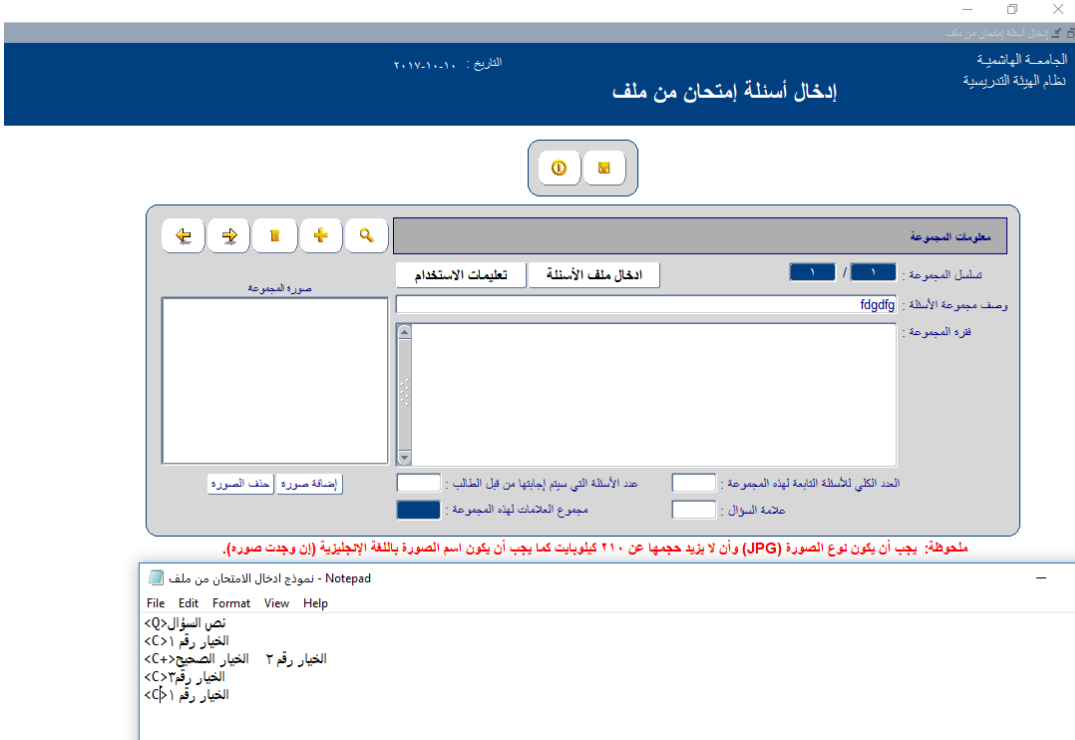 إدخال أسئلة إمتحان من ملف
الجامعـــة الهاشميـة
نظام الهيئة التدريسية
التاريخ : ١٠-١٠-٢٠١٧
إدخال أسئلة إمتحان من ملف
معلومات المجموعة
تسلسل المجموعة : ١ / ١
ادخال ملف الأسئلة
تعليمات الاستخدام
صورة المجموعة
وصف مجموعة الأسئلة : fdgdfg
فقره المجموعة :
إضافة صورة
حذف الصورة
العدد الكلي للأسئلة التابعة لهذه المجموعة :
عدد الأسئلة التي سيتم إجابتها من قبل الطالب :
علامة السؤال :
مجموع العلامات لهذه المجموعة :
ملحوظة: يجب أن يكون نوع الصورة (JPG) وأن لا يزيد حجمها عن ٢١٠ كيلوبايت كما يجب أن يكون اسم الصورة باللغة الإنجليزية (إن وجدت صوره).
نموذج ادخال الامتحان من ملف - Notepad
File Edit Format View Help
<Q>نص السؤال
<C>الخيار رقم ١
<C+>الخيار رقم ٢ الخيار الصحيح
<C>الخيار رقم٣
<C>الخيار رقم ١